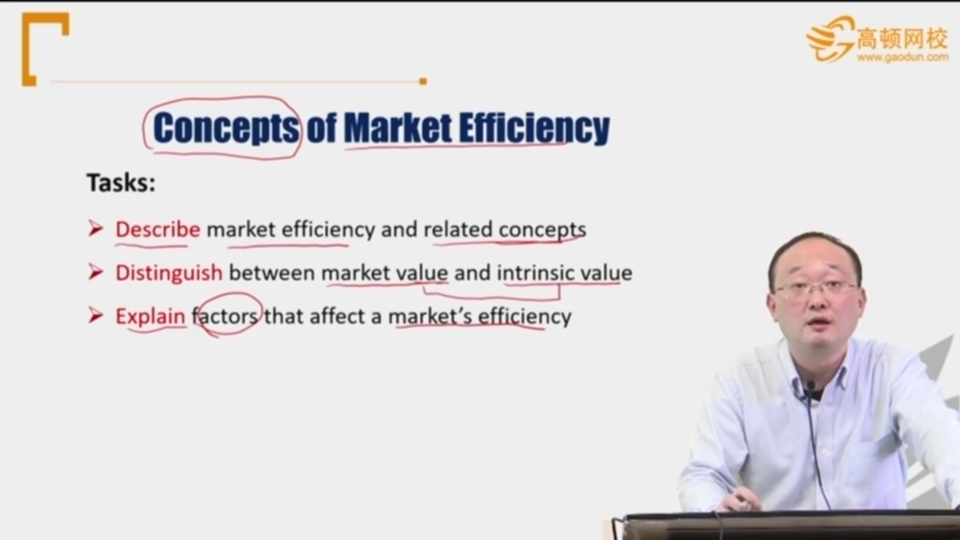 高顿网校
www.gaodun.com
Concepts of Market Efficiency
Tasks:
Describe market efficiency and related concepts
Distinguish between market value and intrinsic value
Explain factors that affect a market's efficiency